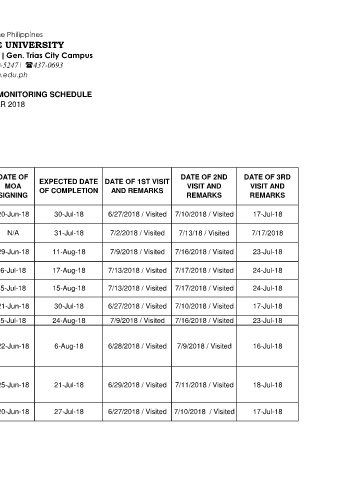 e Philippines
E UNIVERSITY
| Gen. Trias City Campus
-5247| ☎437-0693
.edu.ph
MONITORING SCHEDULE
R 2018
DATE OF MOA SIGNING EXPECTED DATE OF COMPLETION DATE OF 1ST VISIT AND REMARKS DATE OF 2ND VISIT AND REMARKS DATE OF 3RD VISIT AND REMARKS
20-Jun-18 30-Jul-18 6/27/2018 / Visited 7/10/2018 / Visited 17-Jul-18
N/A 31-Jul-18 7/2/2018 / Visited 7/13/18 / Visited 7/17/2018
29-Jun-18 11-Aug-18 7/9/2018 / Visited 7/16/2018 / Visited 23-Jul-18
6-Jul-18 17-Aug-18 7/13/2018 / Visited 7/17/2018 / Visited 24-Jul-18
5-Jul-18 15-Aug-18 7/13/2018 / Visited 7/17/2018 / Visited 24-Jul-18
21-Jun-18 30-Jul-18 6/27/2018 / Visited 7/10/2018 / Visited 17-Jul-18
5-Jul-18 24-Aug-18 7/9/2018 / Visited 7/16/2018 / Visited 23-Jul-18
22-Jun-18 6-Aug-18 6/28/2018 / Visited 7/9/2018 / Visited 16-Jul-18
25-Jun-18 21-Jul-18 6/29/2018 / Visited 7/11/2018 / Visited 18-Jul-18
20-Jun-18 27-Jul-18 6/27/2018 / Visited 7/10/2018 / Visited 17-Jul-18